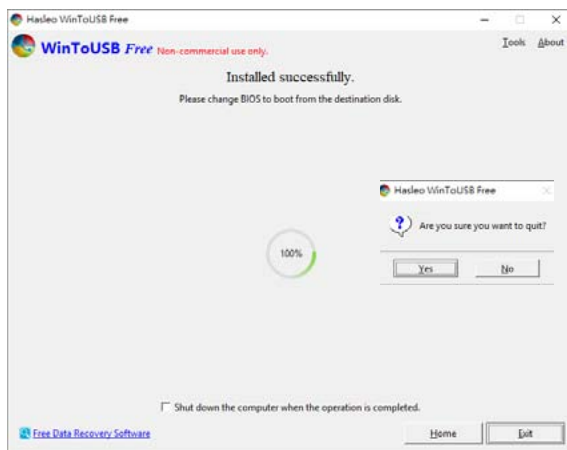 Hasleo WinToUSB Free
WinToUSB Free Non-commercial use only.
Tools About
Installed successfully.
Please change BIOS to boot from the destination disk.
Hasleo WinToUSB Free
Are you sure you want to quit?
Yes No
100%
Shut down the computer when the operation is completed.
Free Data Recovery Software
Home Exit